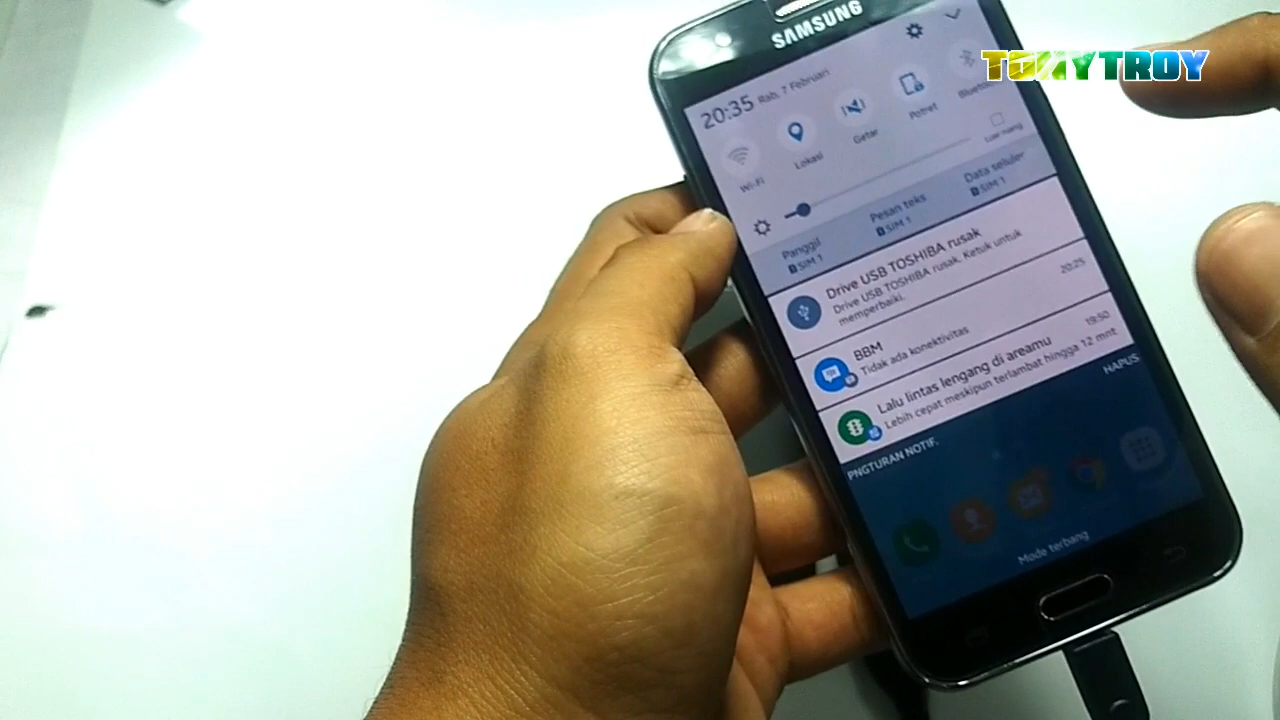 SAMSUNG
TOMYTROY
20:35 Rab, 7 Februari
Wi-Fi
Lokasi
Getar
Potret
Bluetooth
Luar ruang
Panggil
SIM 1
Pesan teks
SIM 1
Data seluler
SIM 1
Drive USB TOSHIBA rusak
Drive USB TOSHIBA rusak. Ketuk untuk
memperbaiki.
BBM
20:25
Tidak ada konektivitas
Lalu lintas lengang di areamu
19:50
Lebih cepat meskipun terlambat hingga 12 mnt
PNGTURAN NOTIF.
HAPUS
Mode terbang